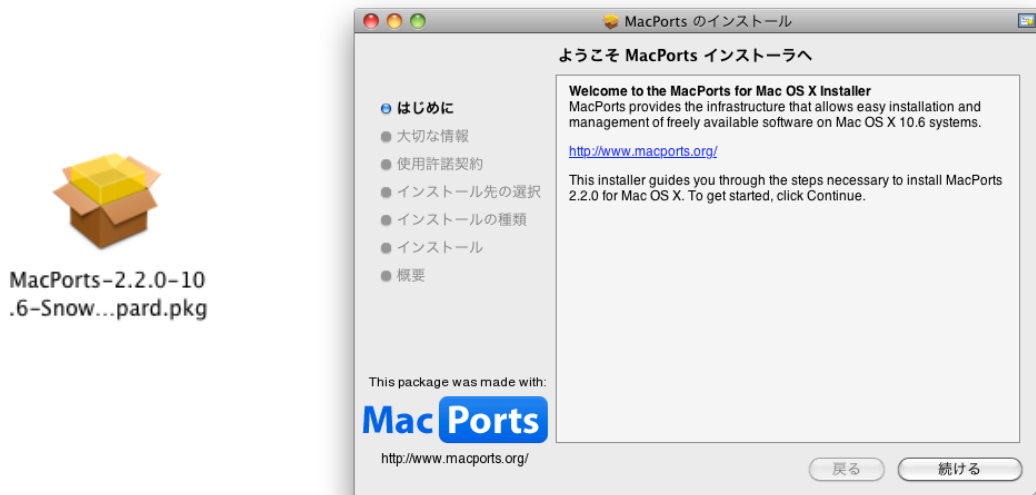 MacPorts-2.2.0-10
.6-Snow...pard.pkg
MacPorts のインストール
ようこそ MacPorts インストーラへ
はじめに
大切な情報
使用許諾契約
インストール先の選択
インストールの種類
インストール
概要
Welcome to the MacPorts for Mac OS X Installer
MacPorts provides the infrastructure that allows easy installation and
management of freely available software on Mac OS X 10.6 systems.
http://www.macports.org/
This installer guides you through the steps necessary to install MacPorts
2.2.0 for Mac OS X. To get started, click Continue.
This package was made with:
Mac Ports
http://www.macports.org/
戻る
続ける